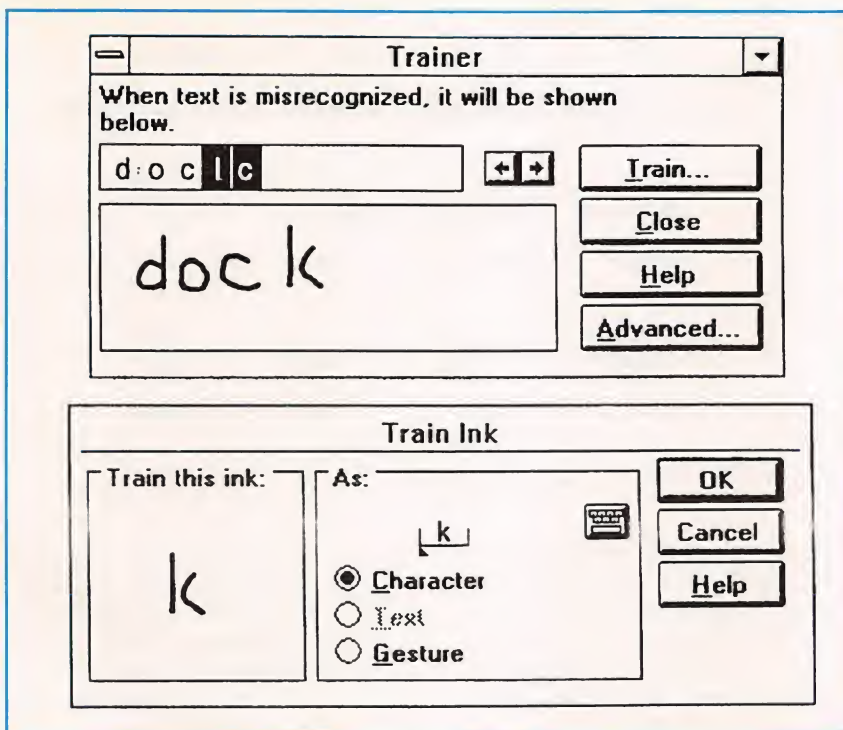 Trainer
When text is misrecognized, it will be shown
below.
d:o c l c
Train...
dock
Close
Help
Advanced...
Train Ink
Train this ink:
k
As:
k
Character
Text
Gesture
OK
Cancel
Help